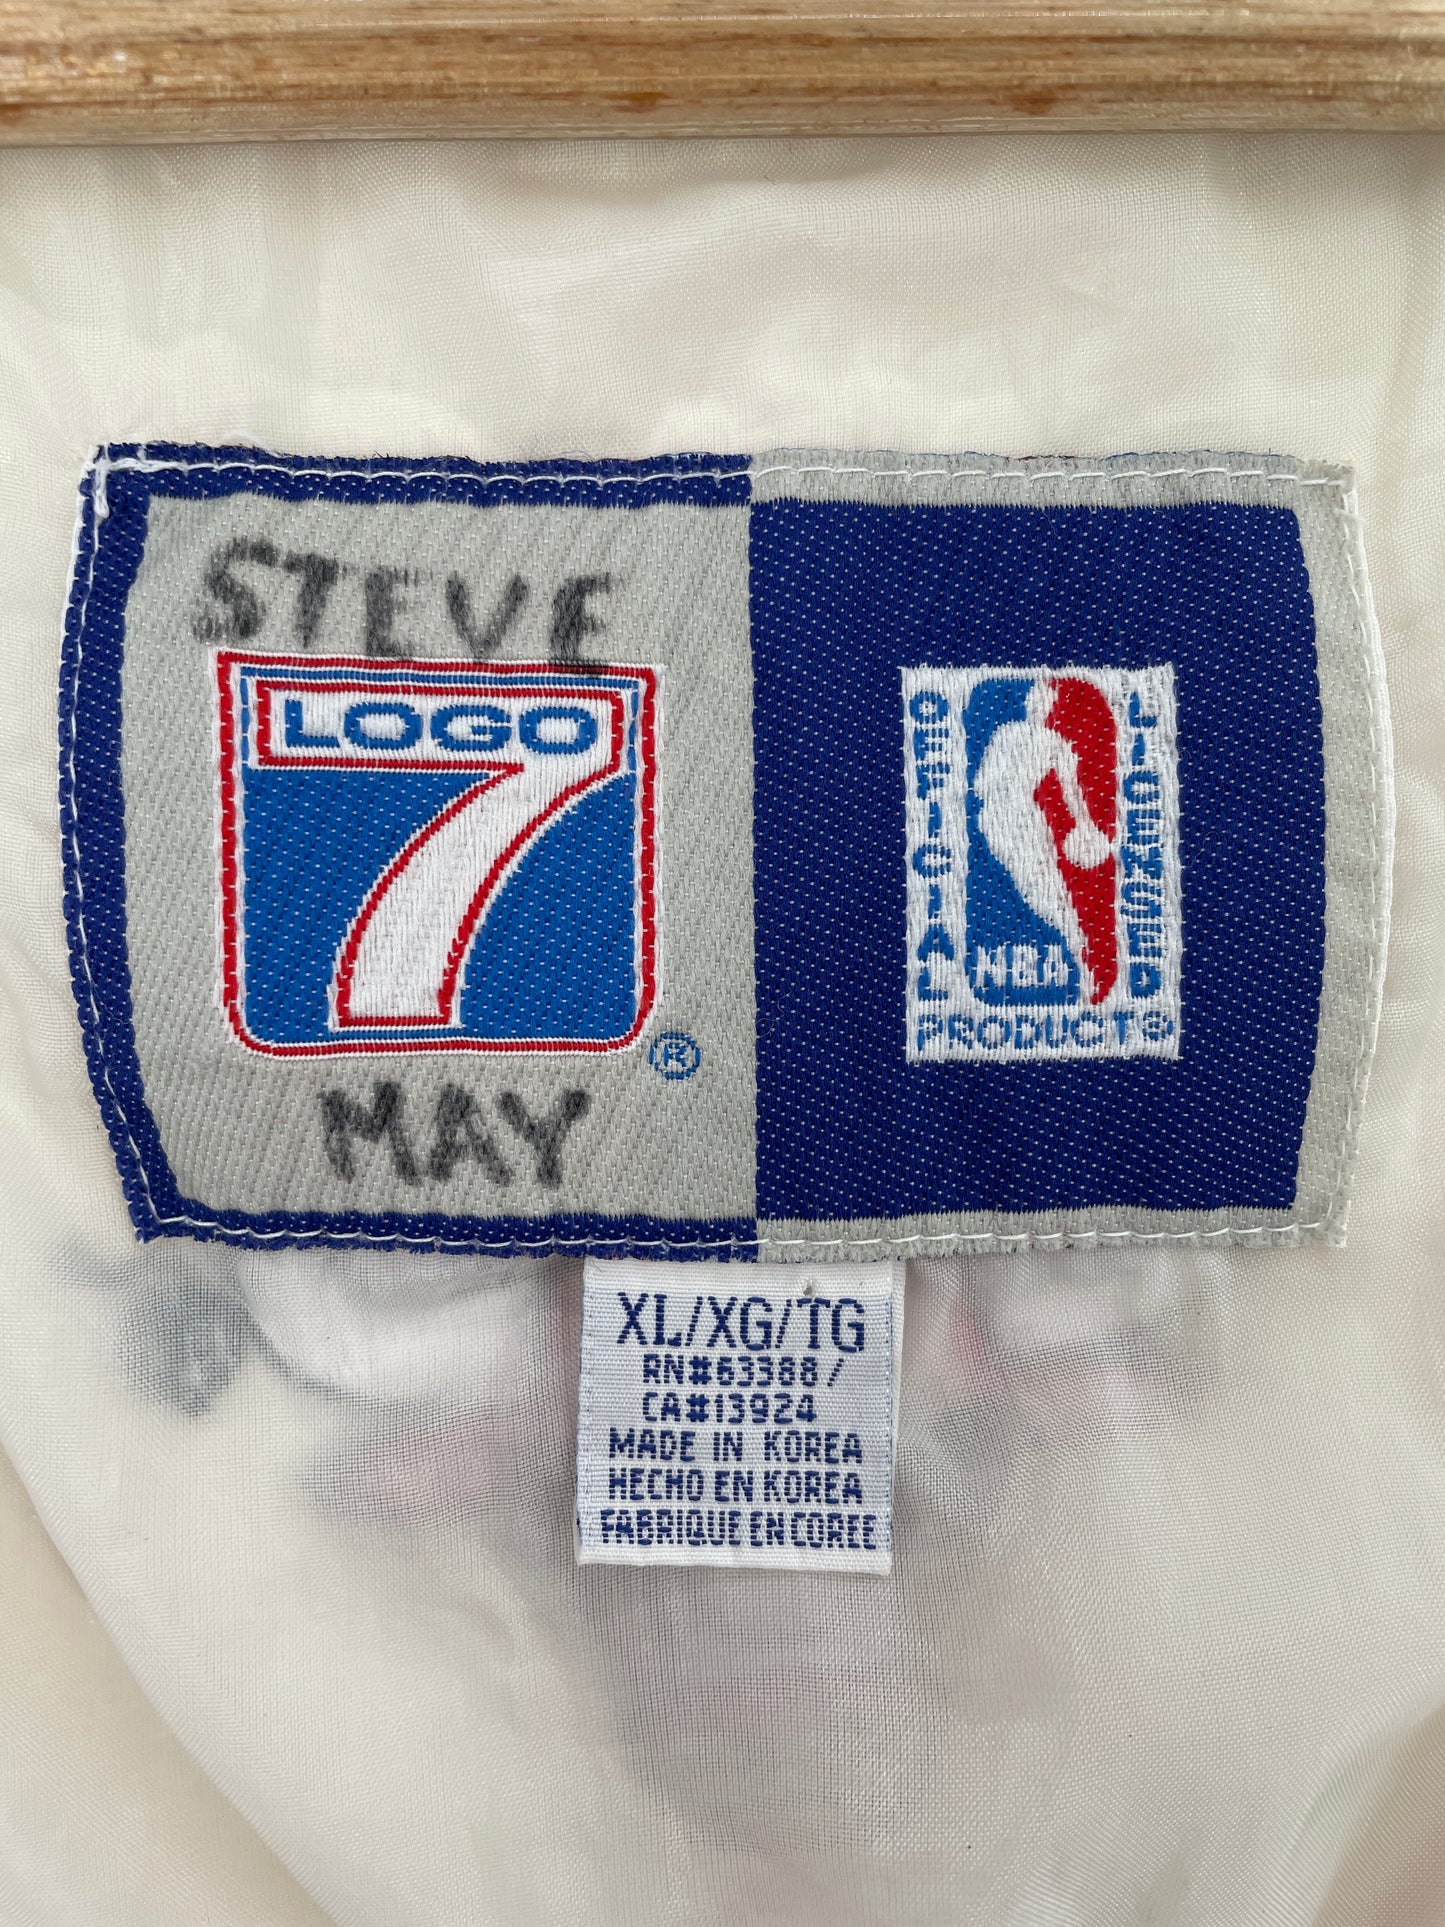 STEVE
LOGO
7
®
MAY
OFFICIAL
LICENSED
NBA
PRODUCT®
XL/XG/TG
RN#63388/
CA#13924
MADE IN KOREA
HECHO EN KOREA
FABRIQUE EN COREE